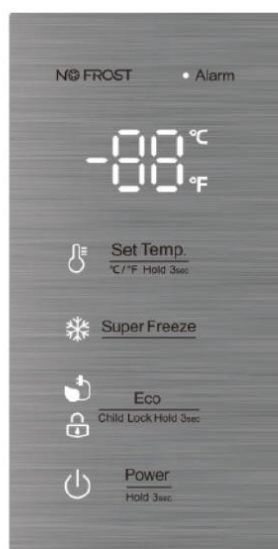 NO FROST
• Alarm
-88 °C
°F
Set Temp.
°C/°F Hold 3sec
Super Freeze
Eco
Child Lock Hold 3sec
Power
Hold 3sec